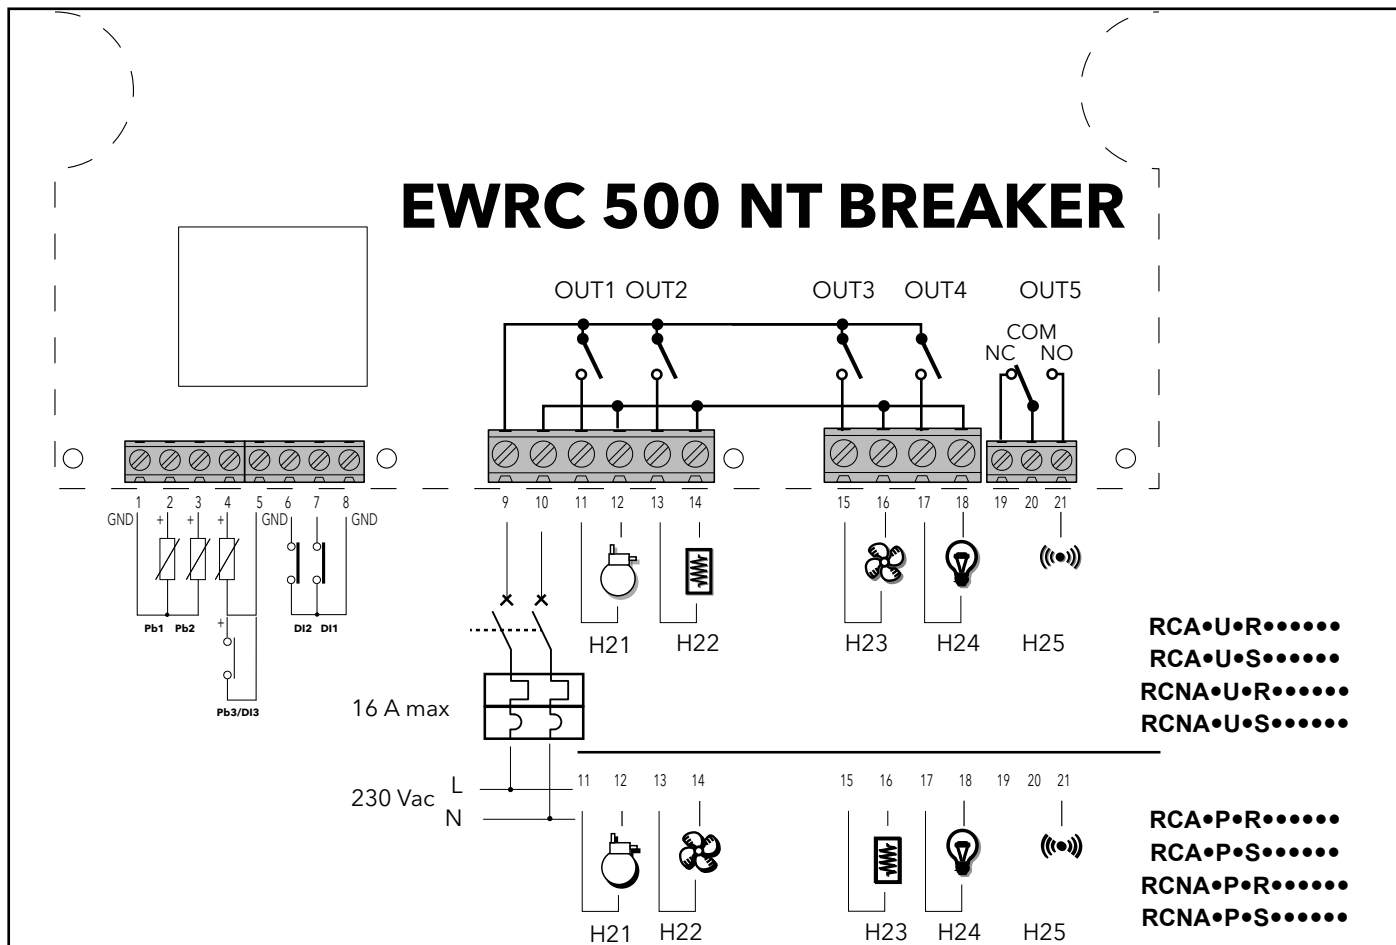 EWRC 500 NT BREAKER
OUT1 OUT2 OUT3 OUT4 OUT5
COM
NC NO
1 2 3 4 5 6 7 8 9 10 11 12 13 14 15 16 17 18 19 20 21
GND + + + GND GND
Pb1 Pb2 DI2 DI1
+
Pb3/DI3
H21 H22 H23 H24 H25
RCA•U•R••••••
RCA•U•S••••••
RCNA•U•R••••••
RCNA•U•S••••••
16 A max
230 Vac
L
N
11 12 13 14 15 16 17 18 19 20 21
H21 H22 H23 H24 H25
RCA•P•R••••••
RCA•P•S••••••
RCNA•P•R••••••
RCNA•P•S••••••